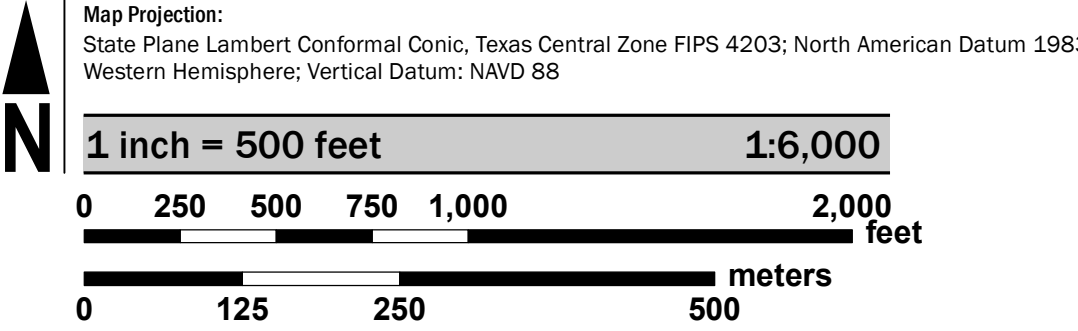 Map Projection:
State Plane Lambert Conformal Conic, Texas Central Zone FIPS 4203; North American Datum 1983
Western Hemisphere; Vertical Datum: NAVD 88
N
1 inch = 500 feet 1:6,000
0 250 500 750 1,000 2,000
feet
meters
0 125 250 500